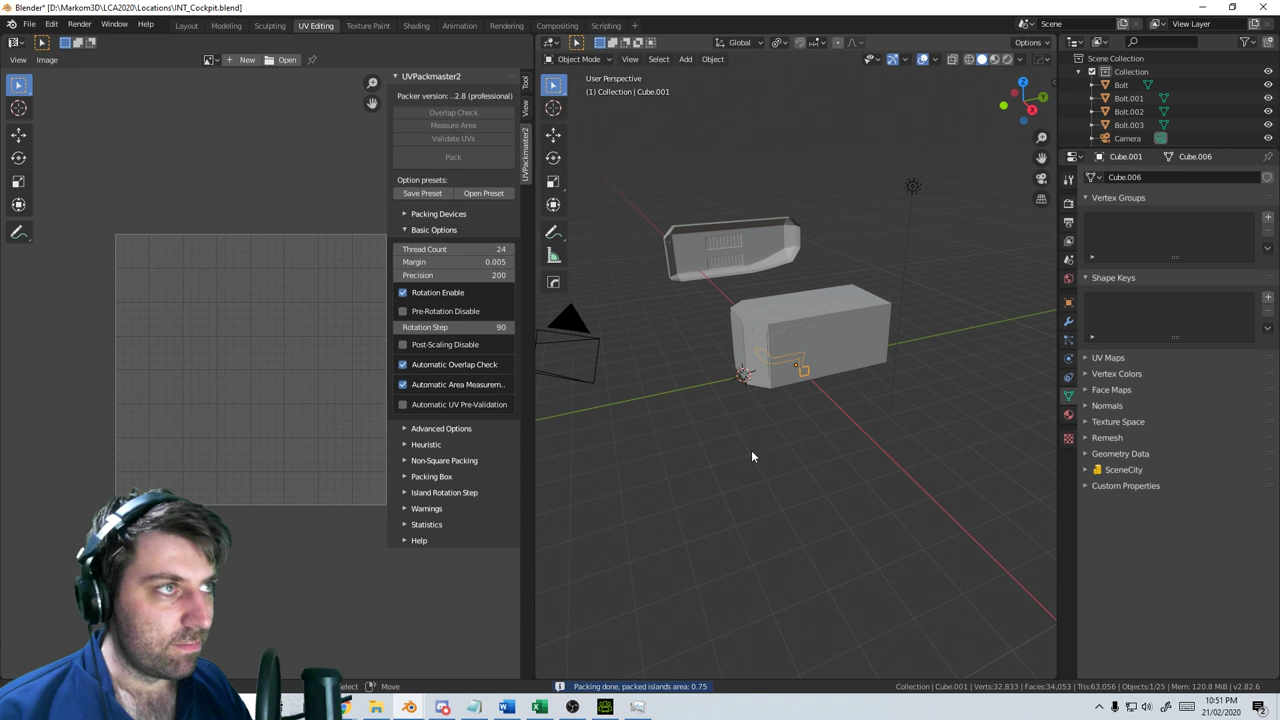 Blender* [D:\Markom3D\LCA2020\Locations\INT_Cockpit.blend]
File Edit Render Window Help Layout Modeling Sculpting UV Editing Texture Paint Shading Animation Rendering Compositing Scripting Scene View Layer
Global Options
View Image New Open Object Mode View Select Add Object
UVPackmaster2
Packer version: ..2.8 (professional)
Overlap Check
Measure Area
Validate UVs
Pack
Option presets:
Save Preset Open Preset
Packing Devices
Basic Options
Thread Count 24
Margin 0.005
Precision 200
Rotation Enable
Pre-Rotation Disable
Rotation Step 90
Post-Scaling Disable
Automatic Overlap Check
Automatic Area Measurem..
Automatic UV Pre-Validation
Advanced Options
Heuristic
Non-Square Packing
Packing Box
Island Rotation Step
Warnings
Statistics
Help
Tool
View
UVPackmaster2
User Perspective
(1) Collection | Cube.001
Z
Y
X
Scene Collection
Collection
Bolt
Bolt.001
Bolt.002
Bolt.003
Camera
Cube.001 Cube.006
Cube.006
Vertex Groups
Shape Keys
UV Maps
Vertex Colors
Face Maps
Normals
Texture Space
Remesh
Geometry Data
SceneCity
Custom Properties
Select Move Packing done, packed islands area: 0.75 Collection | Cube.001 | Verts:32,833 | Faces:34,053 | Tris:63,056 | Objects:1/25 | Mem: 120.8 MiB | v2.82.6
10:51 PM
21/02/2020